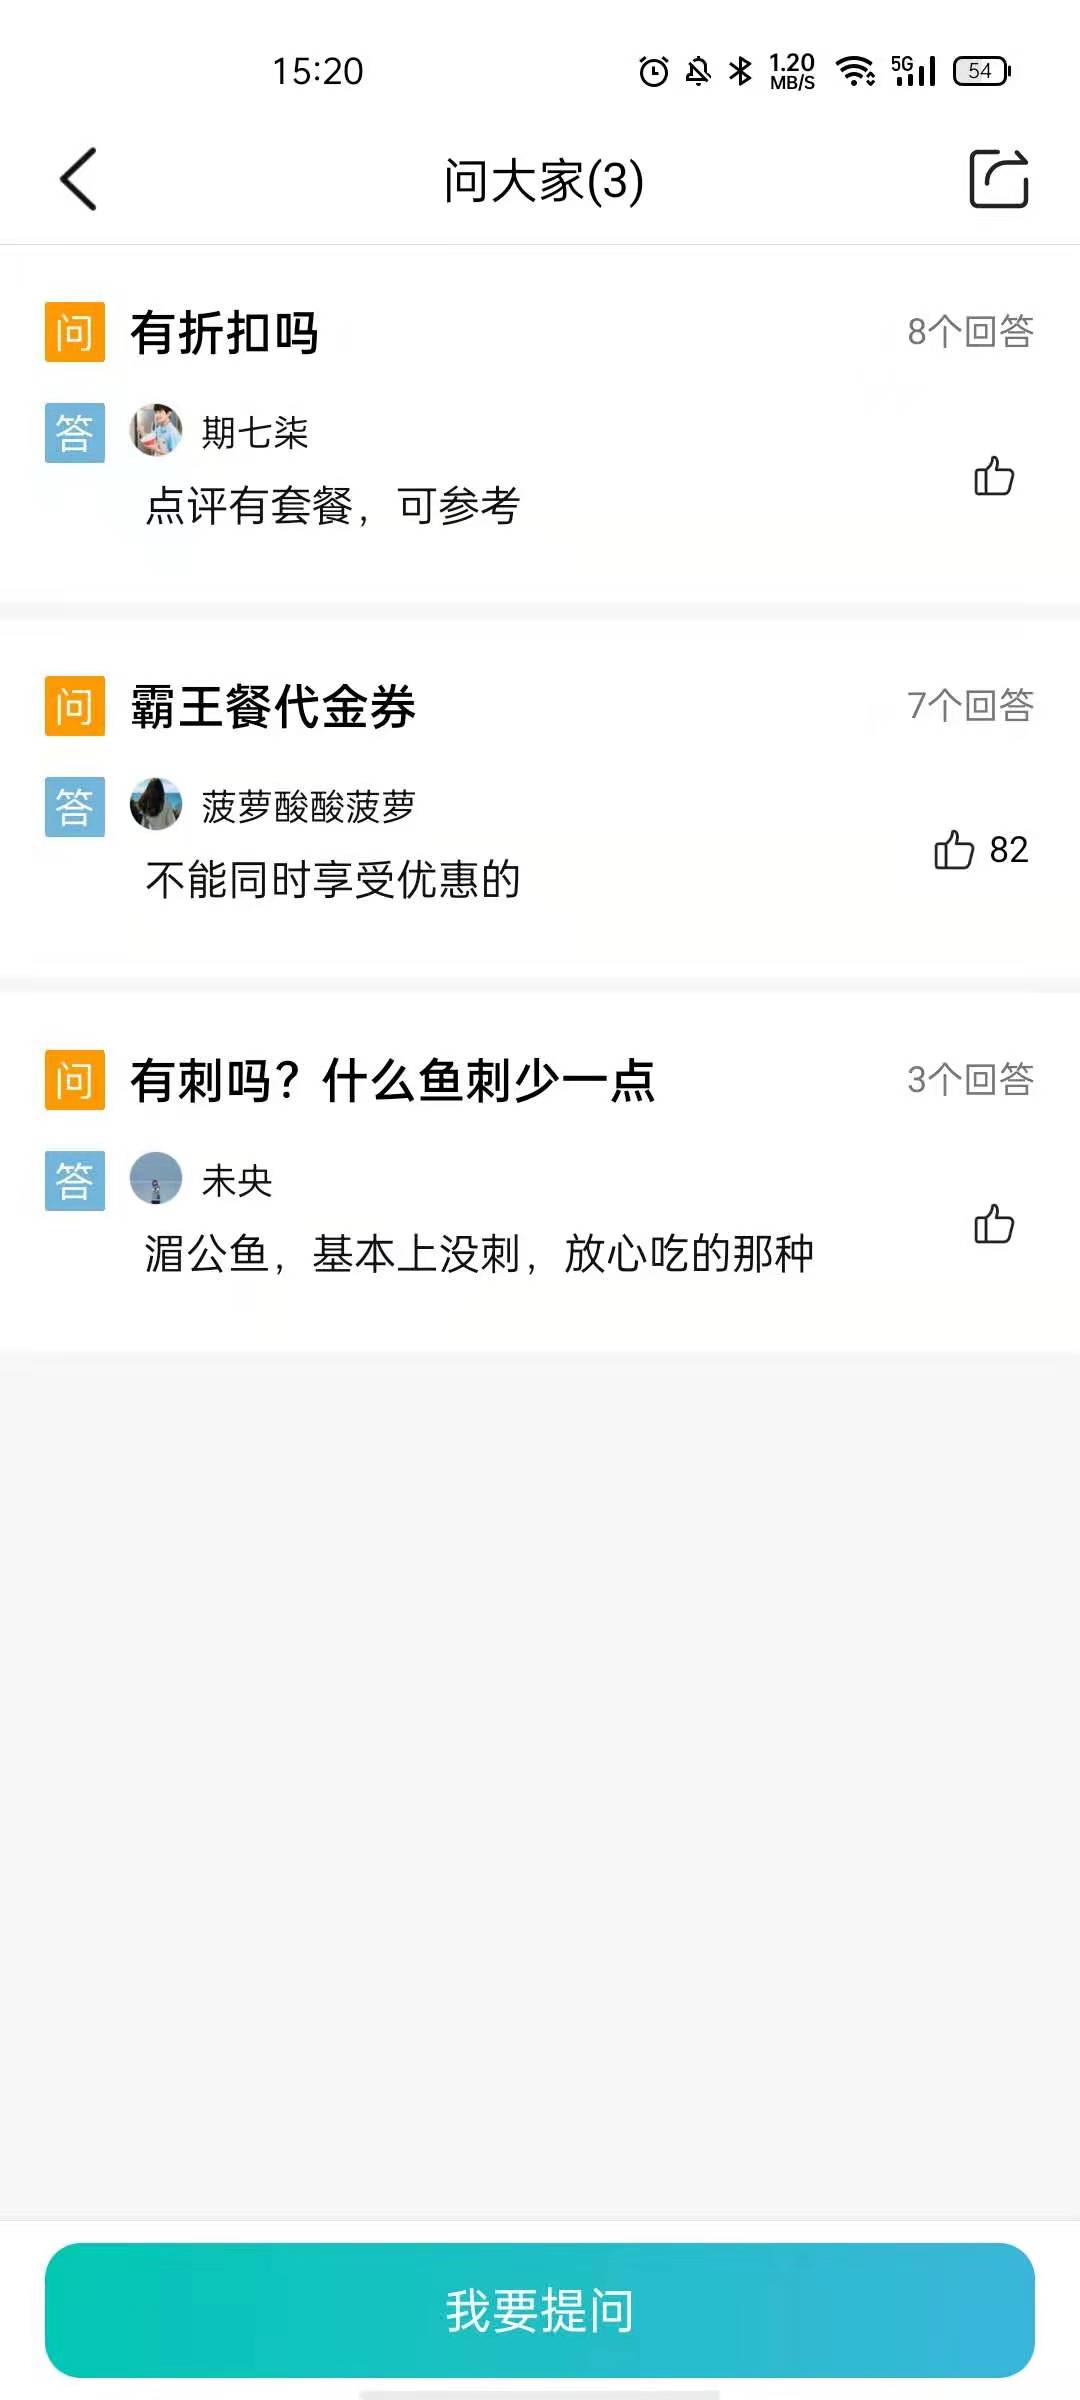 15:20
1.20
MB/S
5G
54
问大家(3)
问 有折扣吗 8个回答
答 期七柒
点评有套餐，可参考
问 霸王餐代金券 7个回答
答 菠萝酸酸菠萝
不能同时享受优惠的 82
问 有刺吗？什么鱼刺少一点 3个回答
答 未央
湄公鱼，基本上没刺，放心吃的那种
我要提问